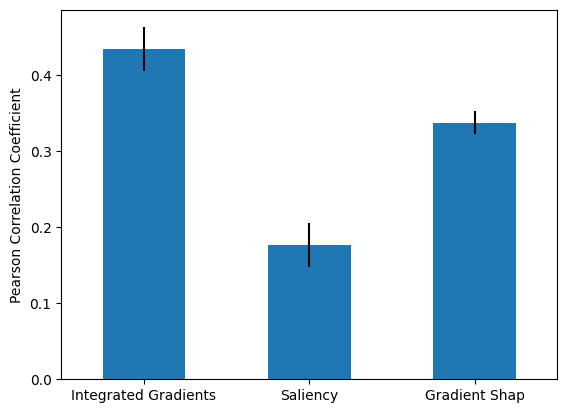 Pearson Correlation Coefficient
0.4
0.3
0.2
0.1
0.0
Integrated Gradients
Saliency
Gradient Shap